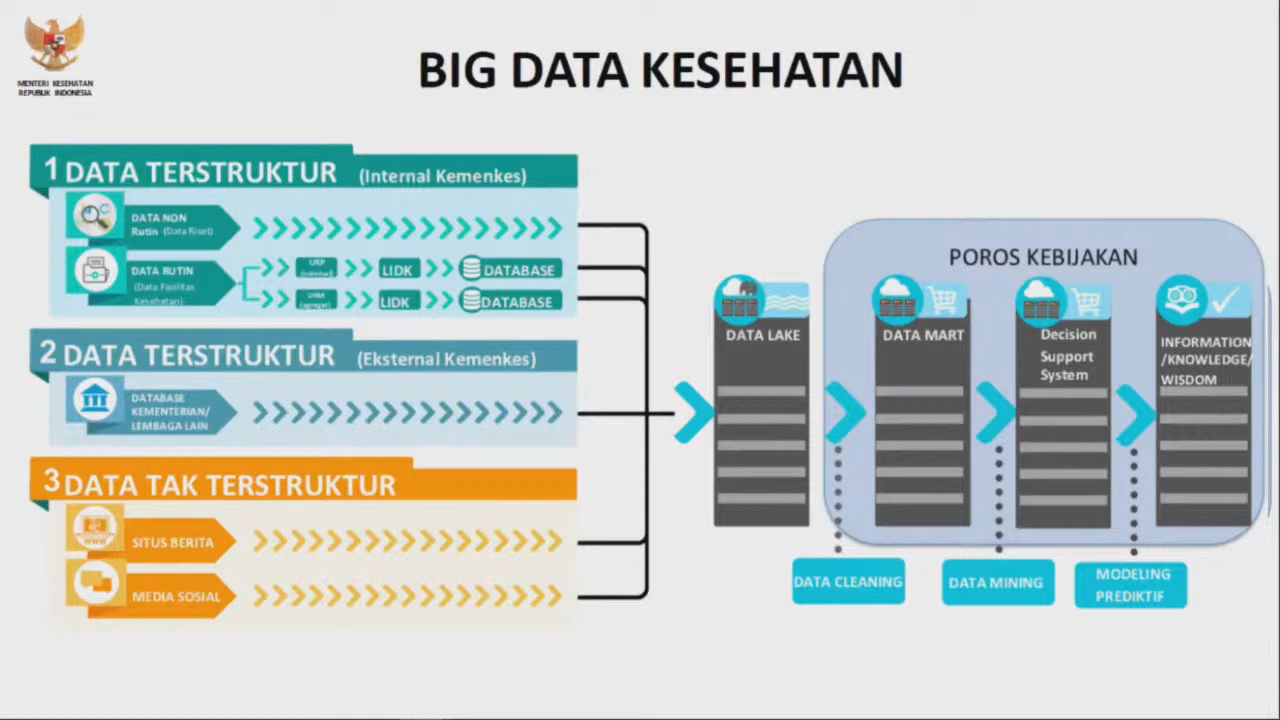 MENTERI KESEHATAN
REPUBLIK INDONESIA
BIG DATA KESEHATAN
1 DATA TERSTRUKTUR (Internal Kemenkes)
DATA NON
Rutin (Data Riset)
DATA RUTIN
(Data Fasilitas
Kesehatan)
LIDK
DATABASE
LIDK
DATABASE
2 DATA TERSTRUKTUR (Eksternal Kemenkes)
DATABASE
KEMENTERIAN/
LEMBAGA LAIN
3 DATA TAK TERSTRUKTUR
SITUS BERITA
MEDIA SOSIAL
POROS KEBIJAKAN
DATA LAKE
DATA MART
Decision
Support
System
INFORMATION
/KNOWLEDGE/
WISDOM
DATA CLEANING
DATA MINING
MODELING
PREDIKTIF